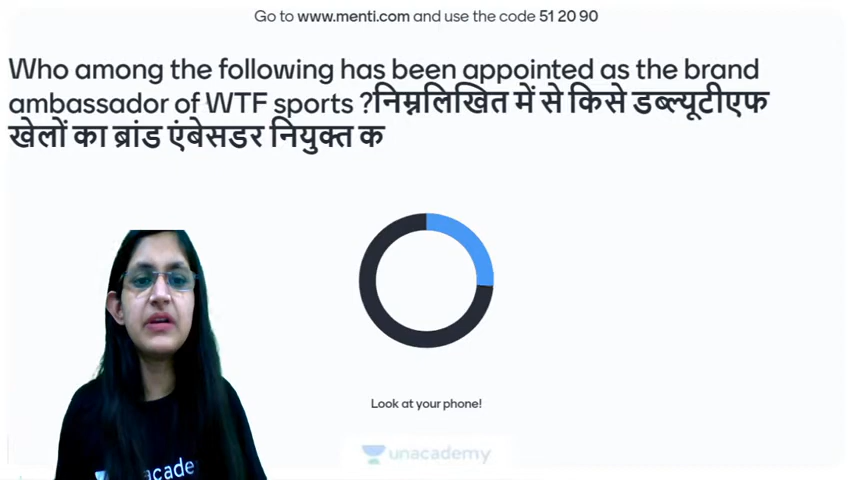 Go to www.menti.com and use the code 51 20 90
Who among the following has been appointed as the brand
ambassador of WTF sports ?निम्नलिखित में से किसे डब्ल्यूटीएफ
खेलों का ब्रांड एंबेसडर नियुक्त क
Look at your phone!
unacademy
acade